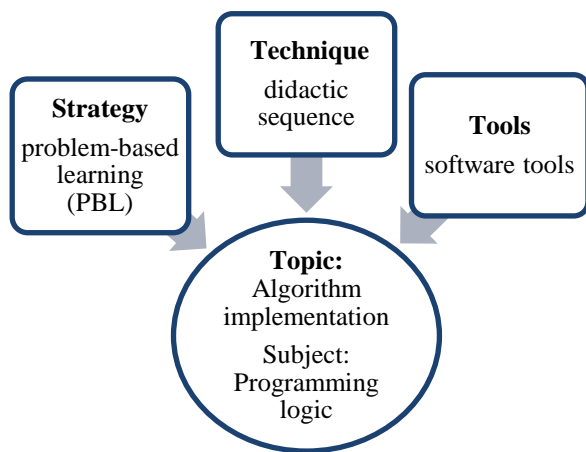 Strategy
problem-based
learning
(PBL)
Technique
didactic
sequence
Tools
software tools
Topic:
Algorithm
implementation
Subject:
Programming
logic